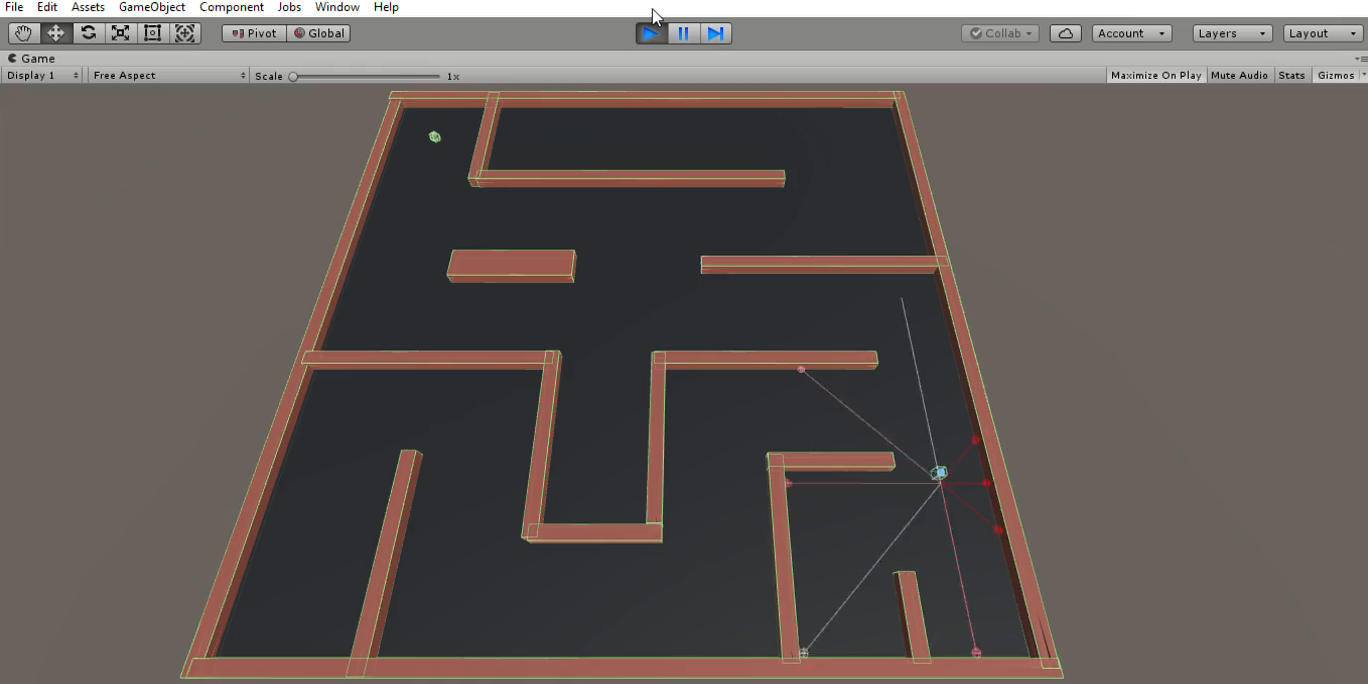 File Edit Assets GameObject Component Jobs Window Help
Pivot Global Collab Account Layers Layout
Game
Display 1 Free Aspect Scale 1x Maximize On Play Mute Audio Stats Gizmos